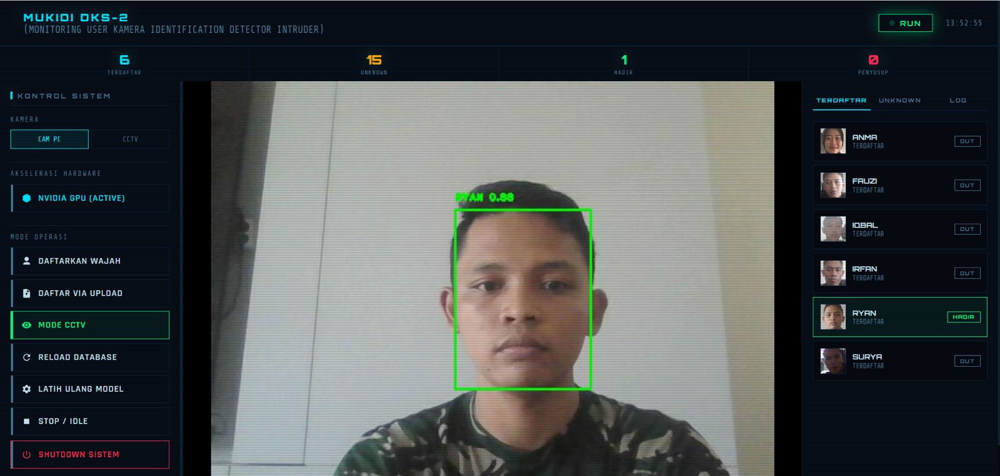 MUKIDI DKS-2
(MONITORING USER KAMERA IDENTIFICATION DETECTOR INTRUDER)
RUN
13:52:55
6
TERDAFTAR
15
UNKNOWN
1
HADIR
0
PENYUSUP
KONTROL SISTEM
KAMERA
CAM PC
CCTV
AKSELERASI HARDWARE
NVIDIA GPU (ACTIVE)
MODE OPERASI
DAFTARKAN WAJAH
DAFTAR VIA UPLOAD
MODE CCTV
RELOAD DATABASE
LATIH ULANG MODEL
STOP / IDLE
SHUTDOWN SISTEM
RYAN
TERDAFTAR
UNKNOWN
LOG
ANMA
TERDAFTAR
OUT
FAUZI
TERDAFTAR
OUT
IQBAL
TERDAFTAR
OUT
IRFAN
TERDAFTAR
OUT
RYAN
TERDAFTAR
HADIR
SURYA
TERDAFTAR
OUT